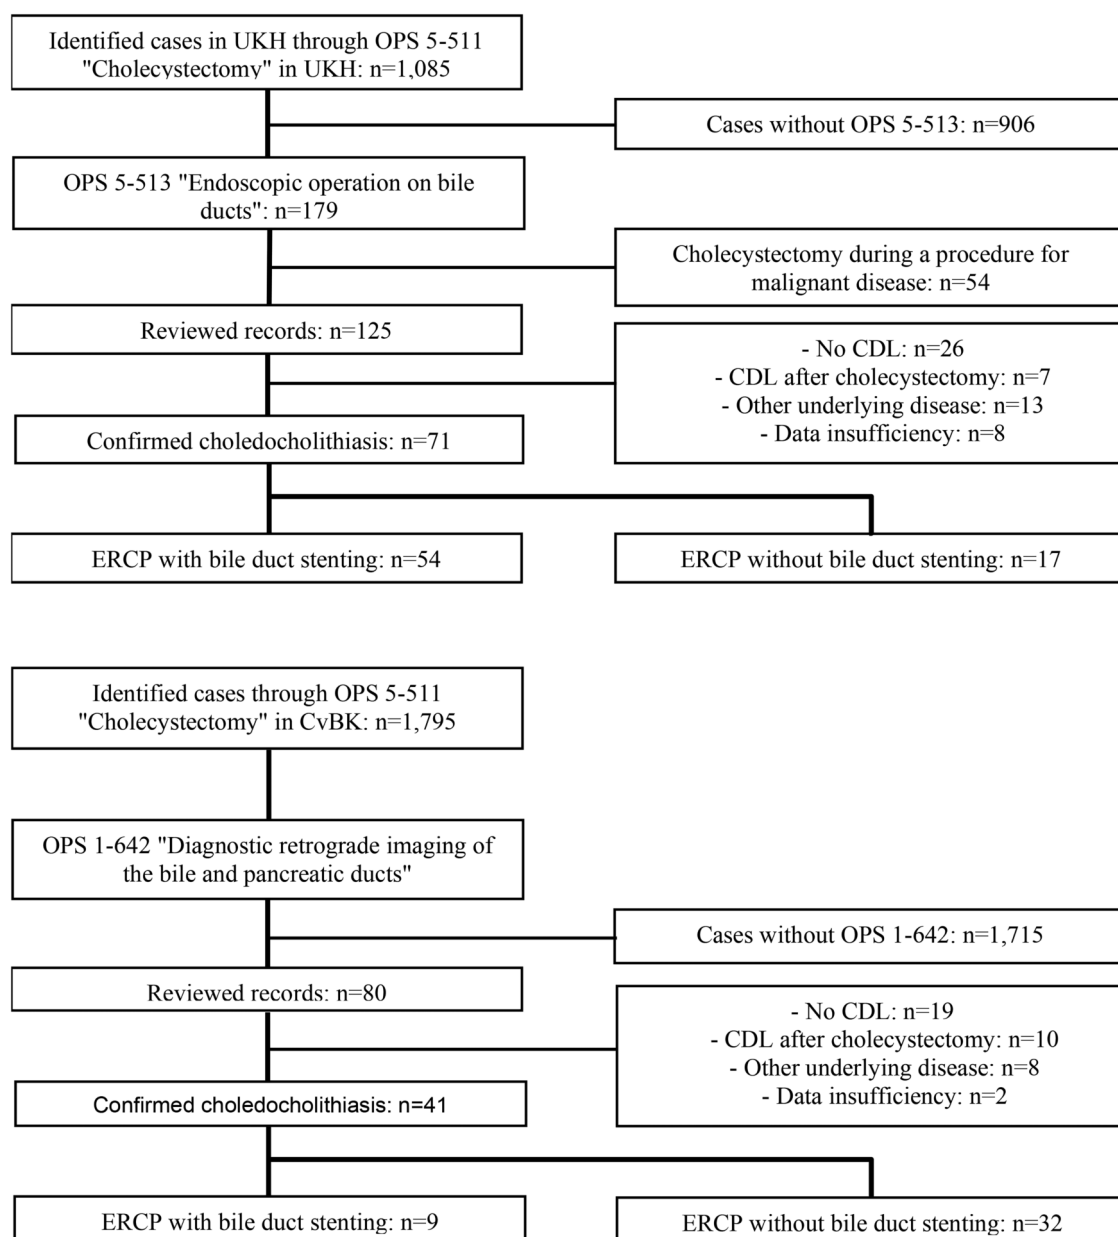 Identified cases in UKH through OPS 5-511
"Cholecystectomy" in UKH: n=1,085
Cases without OPS 5-513: n=906
OPS 5-513 "Endoscopic operation on bile
ducts": n=179
Cholecystectomy during a procedure for
malignant disease: n=54
Reviewed records: n=125
- No CDL: n=26
- CDL after cholecystectomy: n=7
- Other underlying disease: n=13
- Data insufficiency: n=8
Confirmed choledocholithiasis: n=71
ERCP with bile duct stenting: n=54
ERCP without bile duct stenting: n=17
Identified cases through OPS 5-511
"Cholecystectomy" in CvBK: n=1,795
OPS 1-642 "Diagnostic retrograde imaging of
the bile and pancreatic ducts"
Cases without OPS 1-642: n=1,715
Reviewed records: n=80
- No CDL: n=19
- CDL after cholecystectomy: n=10
- Other underlying disease: n=8
- Data insufficiency: n=2
Confirmed choledocholithiasis: n=41
ERCP with bile duct stenting: n=9
ERCP without bile duct stenting: n=32